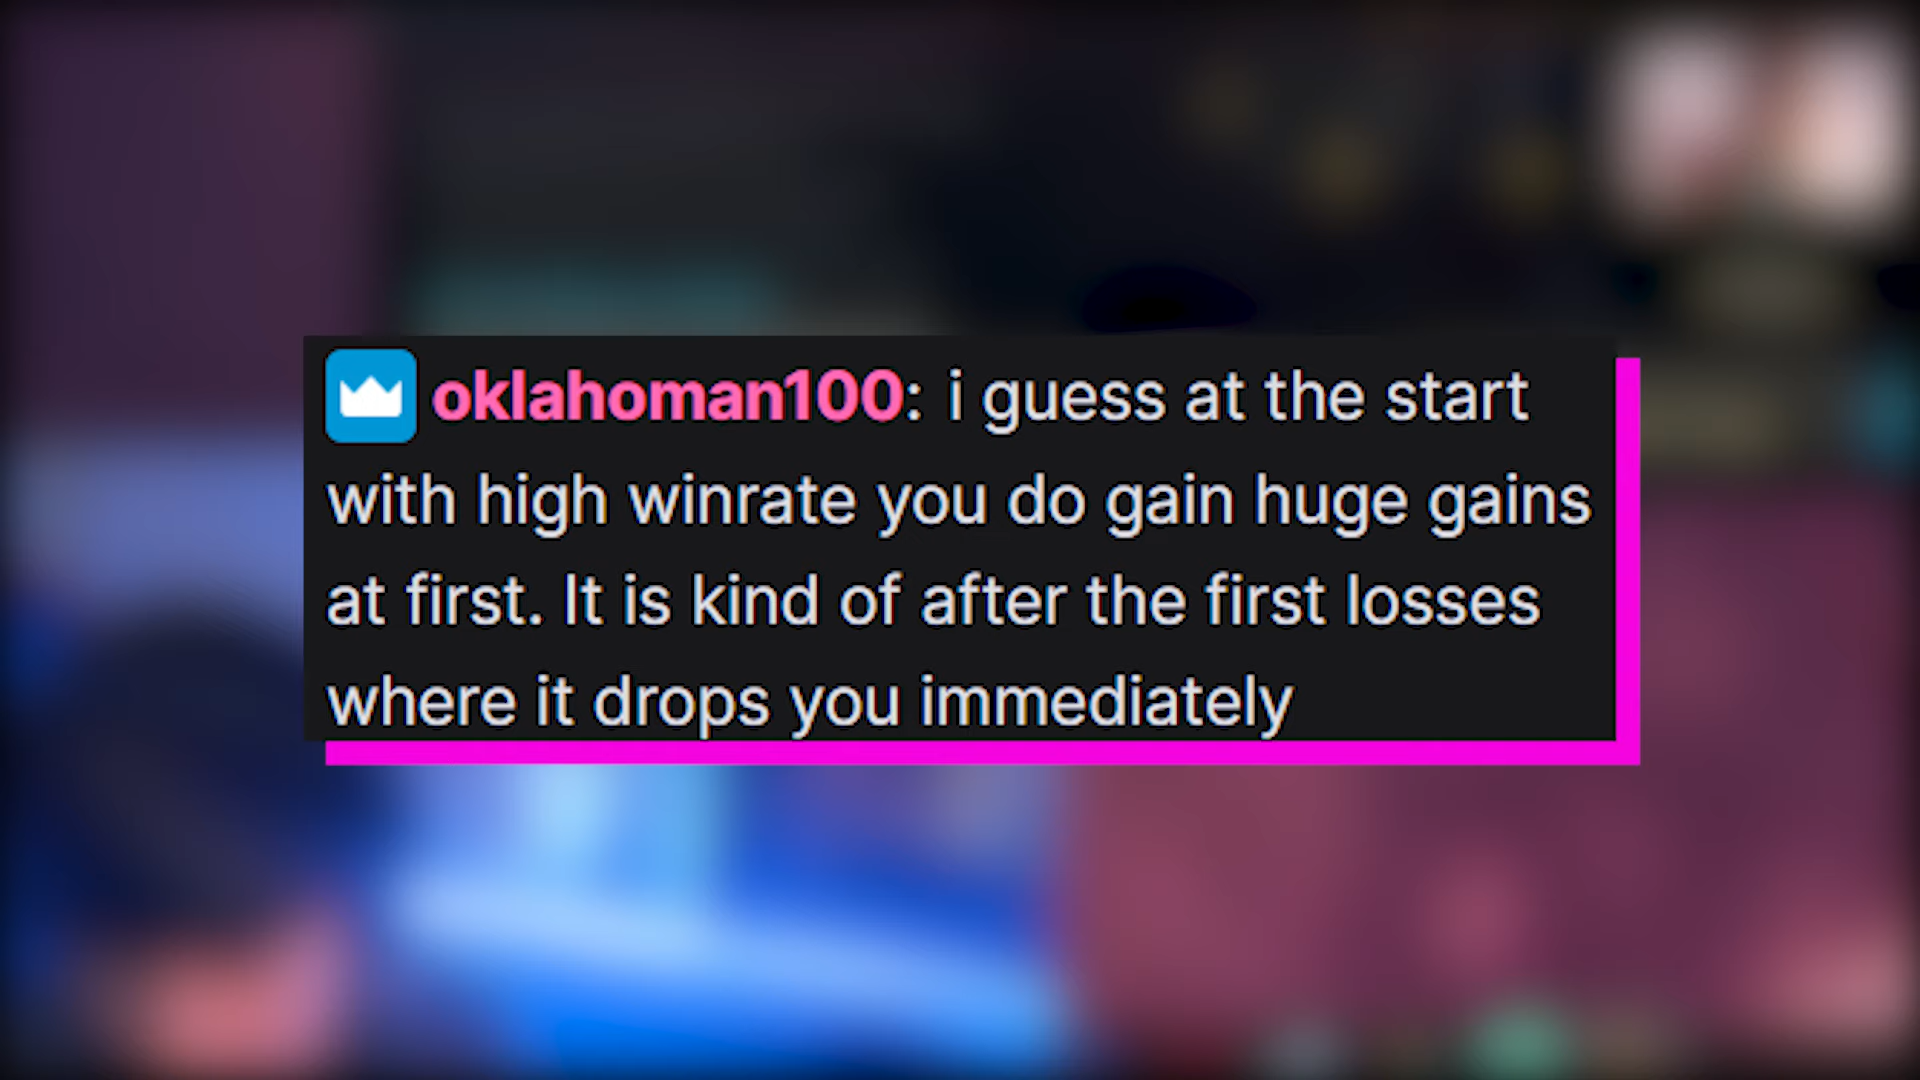 oklahoman100: i guess at the start
with high winrate you do gain huge gains
at first. It is kind of after the first losses
where it drops you immediately